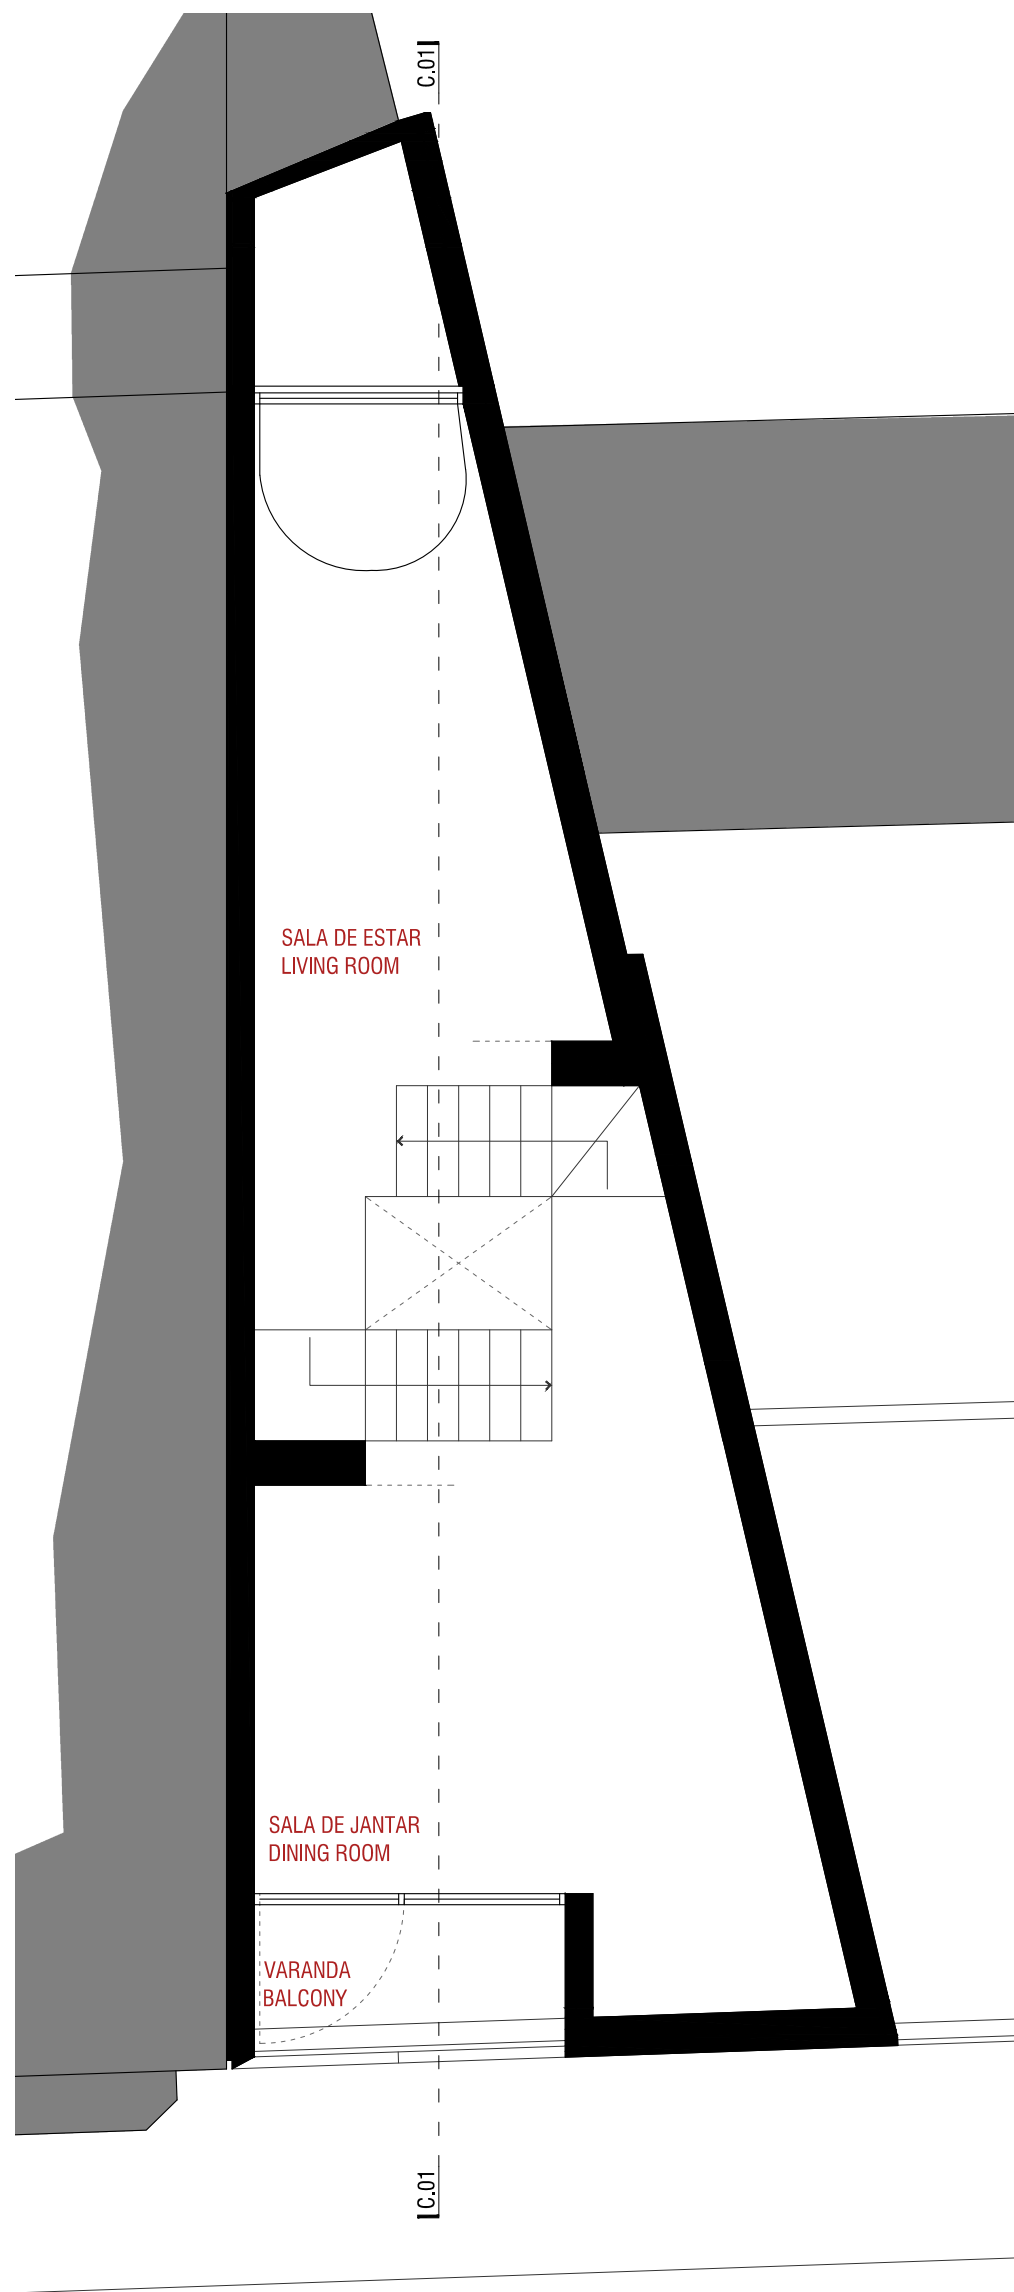 C.01
SALA DE ESTAR
LIVING ROOM
SALA DE JANTAR
DINING ROOM
VARANDA
BALCONY
C.01